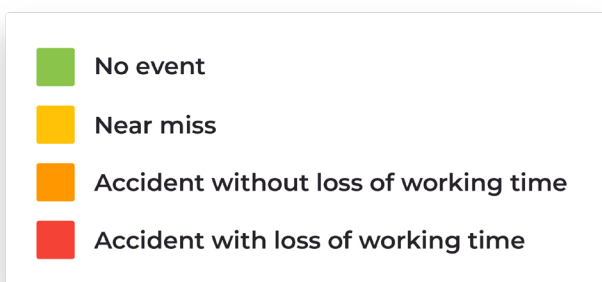 No event
Near miss
Accident without loss of working time
Accident with loss of working time